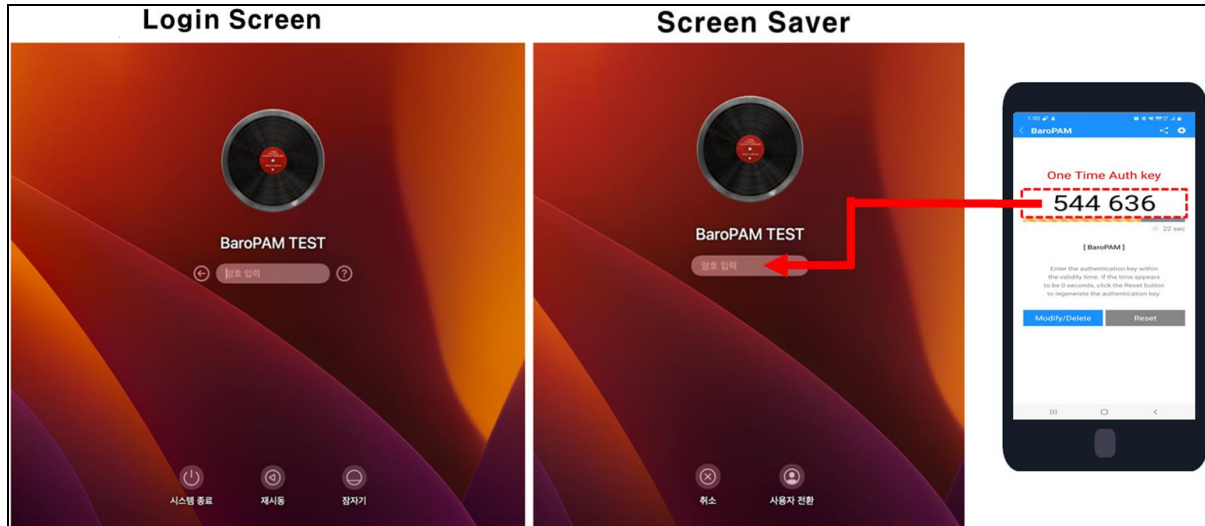 Login Screen
BaroPAM TEST
암호 입력
?
시스템 종료
재시동
잠자기
Screen Saver
BaroPAM TEST
암호 입력
취소
사용자 전환
1:50
BaroPAM
One Time Auth key
544 636
22 sec
[ BaroPAM ]
Enter the authentication key within
the validity time. If the time appears
to be 0 seconds, click the Reset button
to regenerate the authentication key.
Modify/Delete
Reset